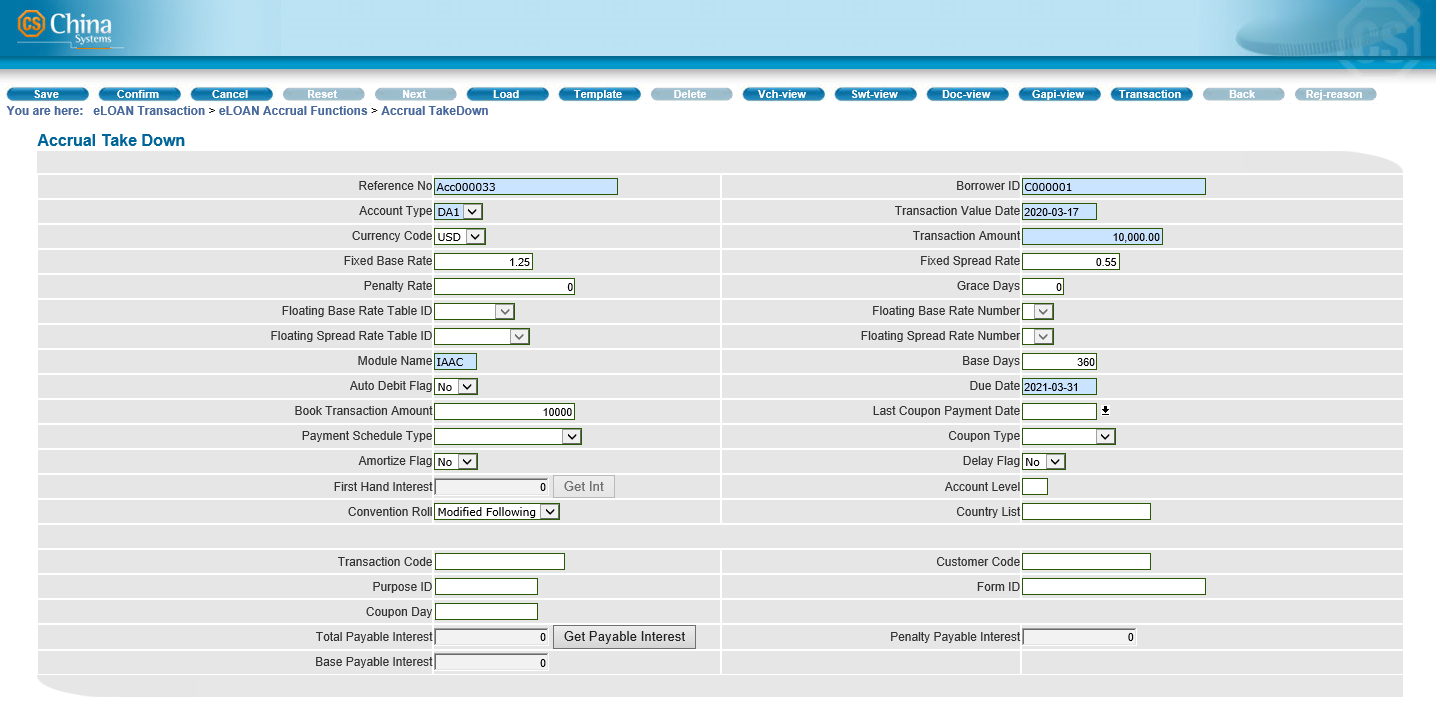 CS China
Systems
CS
Save Confirm Cancel Reset Next Load Template Delete Vch-view Swt-view Doc-view Gapi-view Transaction Back Rej-reason
You are here: eLOAN Transaction > eLOAN Accrual Functions > Accrual TakeDown
Accrual Take Down
Reference No Acc000033 Borrower ID C000001
Account Type DA1 Transaction Value Date 2020-03-17
Currency Code USD Transaction Amount 10,000.00
Fixed Base Rate 1.25 Fixed Spread Rate 0.55
Penalty Rate 0 Grace Days 0
Floating Base Rate Table ID Floating Base Rate Number
Floating Spread Rate Table ID Floating Spread Rate Number
Module Name IAAC Base Days 360
Auto Debit Flag No Due Date 2021-03-31
Book Transaction Amount 10000 Last Coupon Payment Date
Payment Schedule Type Coupon Type
Amortize Flag No Delay Flag No
First Hand Interest 0 Get Int Account Level
Convention Roll Modified Following Country List
Transaction Code Customer Code
Purpose ID Form ID
Coupon Day
Total Payable Interest 0 Get Payable Interest Penalty Payable Interest 0
Base Payable Interest 0